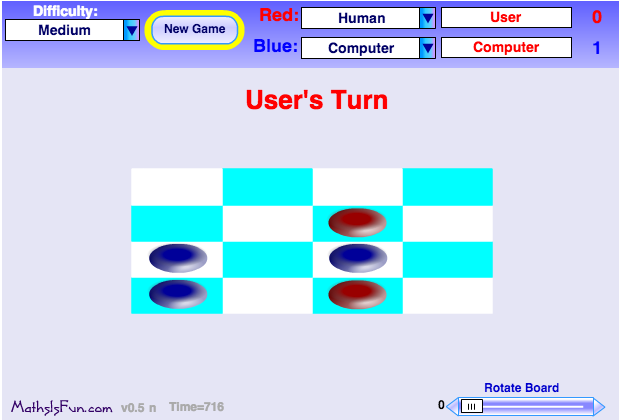 Difficulty:
Medium
New Game
Red: Human User 0
Blue: Computer Computer 1
User's Turn
Rotate Board
0
MathsIsFun.com v0.5 n Time=716